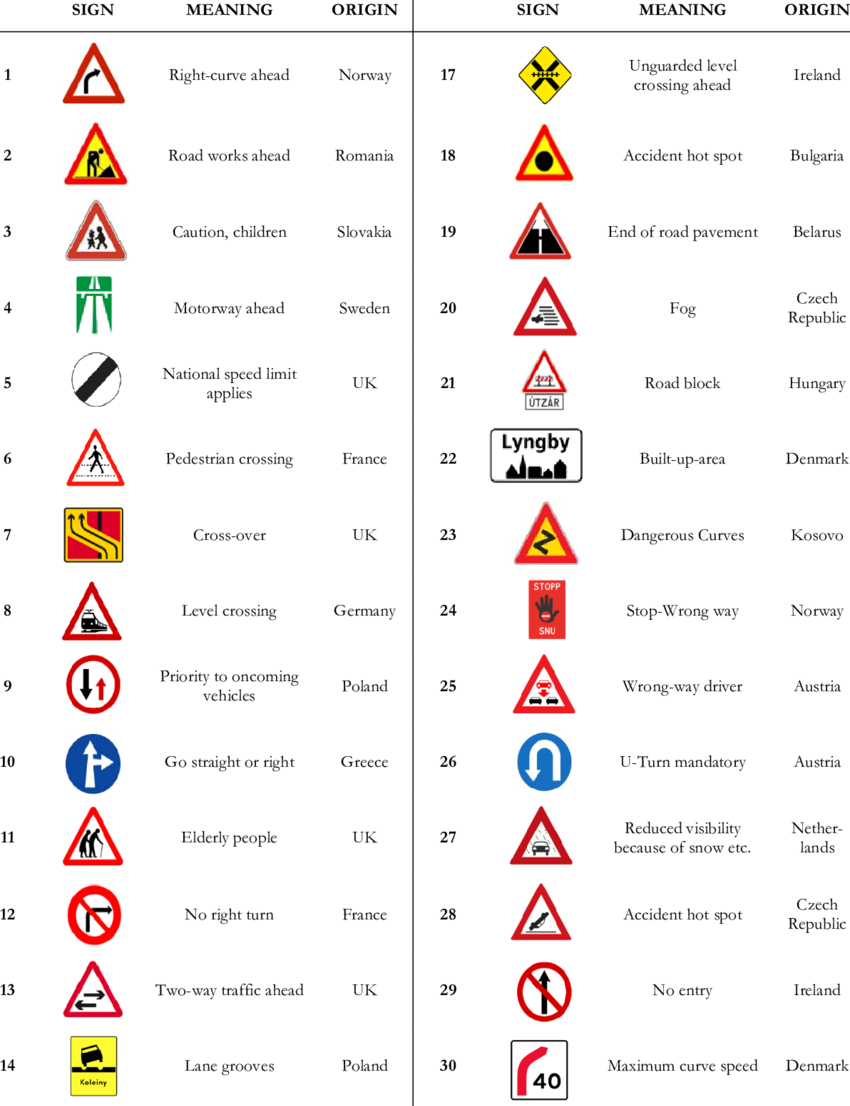 SIGN MEANING ORIGIN
1 Right-curve ahead Norway
2 Road works ahead Romania
3 Caution, children Slovakia
4 Motorway ahead Sweden
5 National speed limit
applies UK
6 Pedestrian crossing France
7 Cross-over UK
8 Level crossing Germany
9 Priority to oncoming
vehicles Poland
10 Go straight or right Greece
11 Elderly people UK
12 No right turn France
13 Two-way traffic ahead UK
14 Koleiny Lane grooves Poland
SIGN MEANING ORIGIN
17 Unguarded level
crossing ahead Ireland
18 Accident hot spot Bulgaria
19 End of road pavement Belarus
20 Fog Czech
Republic
21 ÚTZÁR Road block Hungary
22 Lyngby Built-up-area Denmark
23 Dangerous Curves Kosovo
24 STOPP
SNU Stop-Wrong way Norway
25 Wrong-way driver Austria
26 U-Turn mandatory Austria
27 Reduced visibility
because of snow etc. Nether-
lands
28 Accident hot spot Czech
Republic
29 No entry Ireland
30 40 Maximum curve speed Denmark